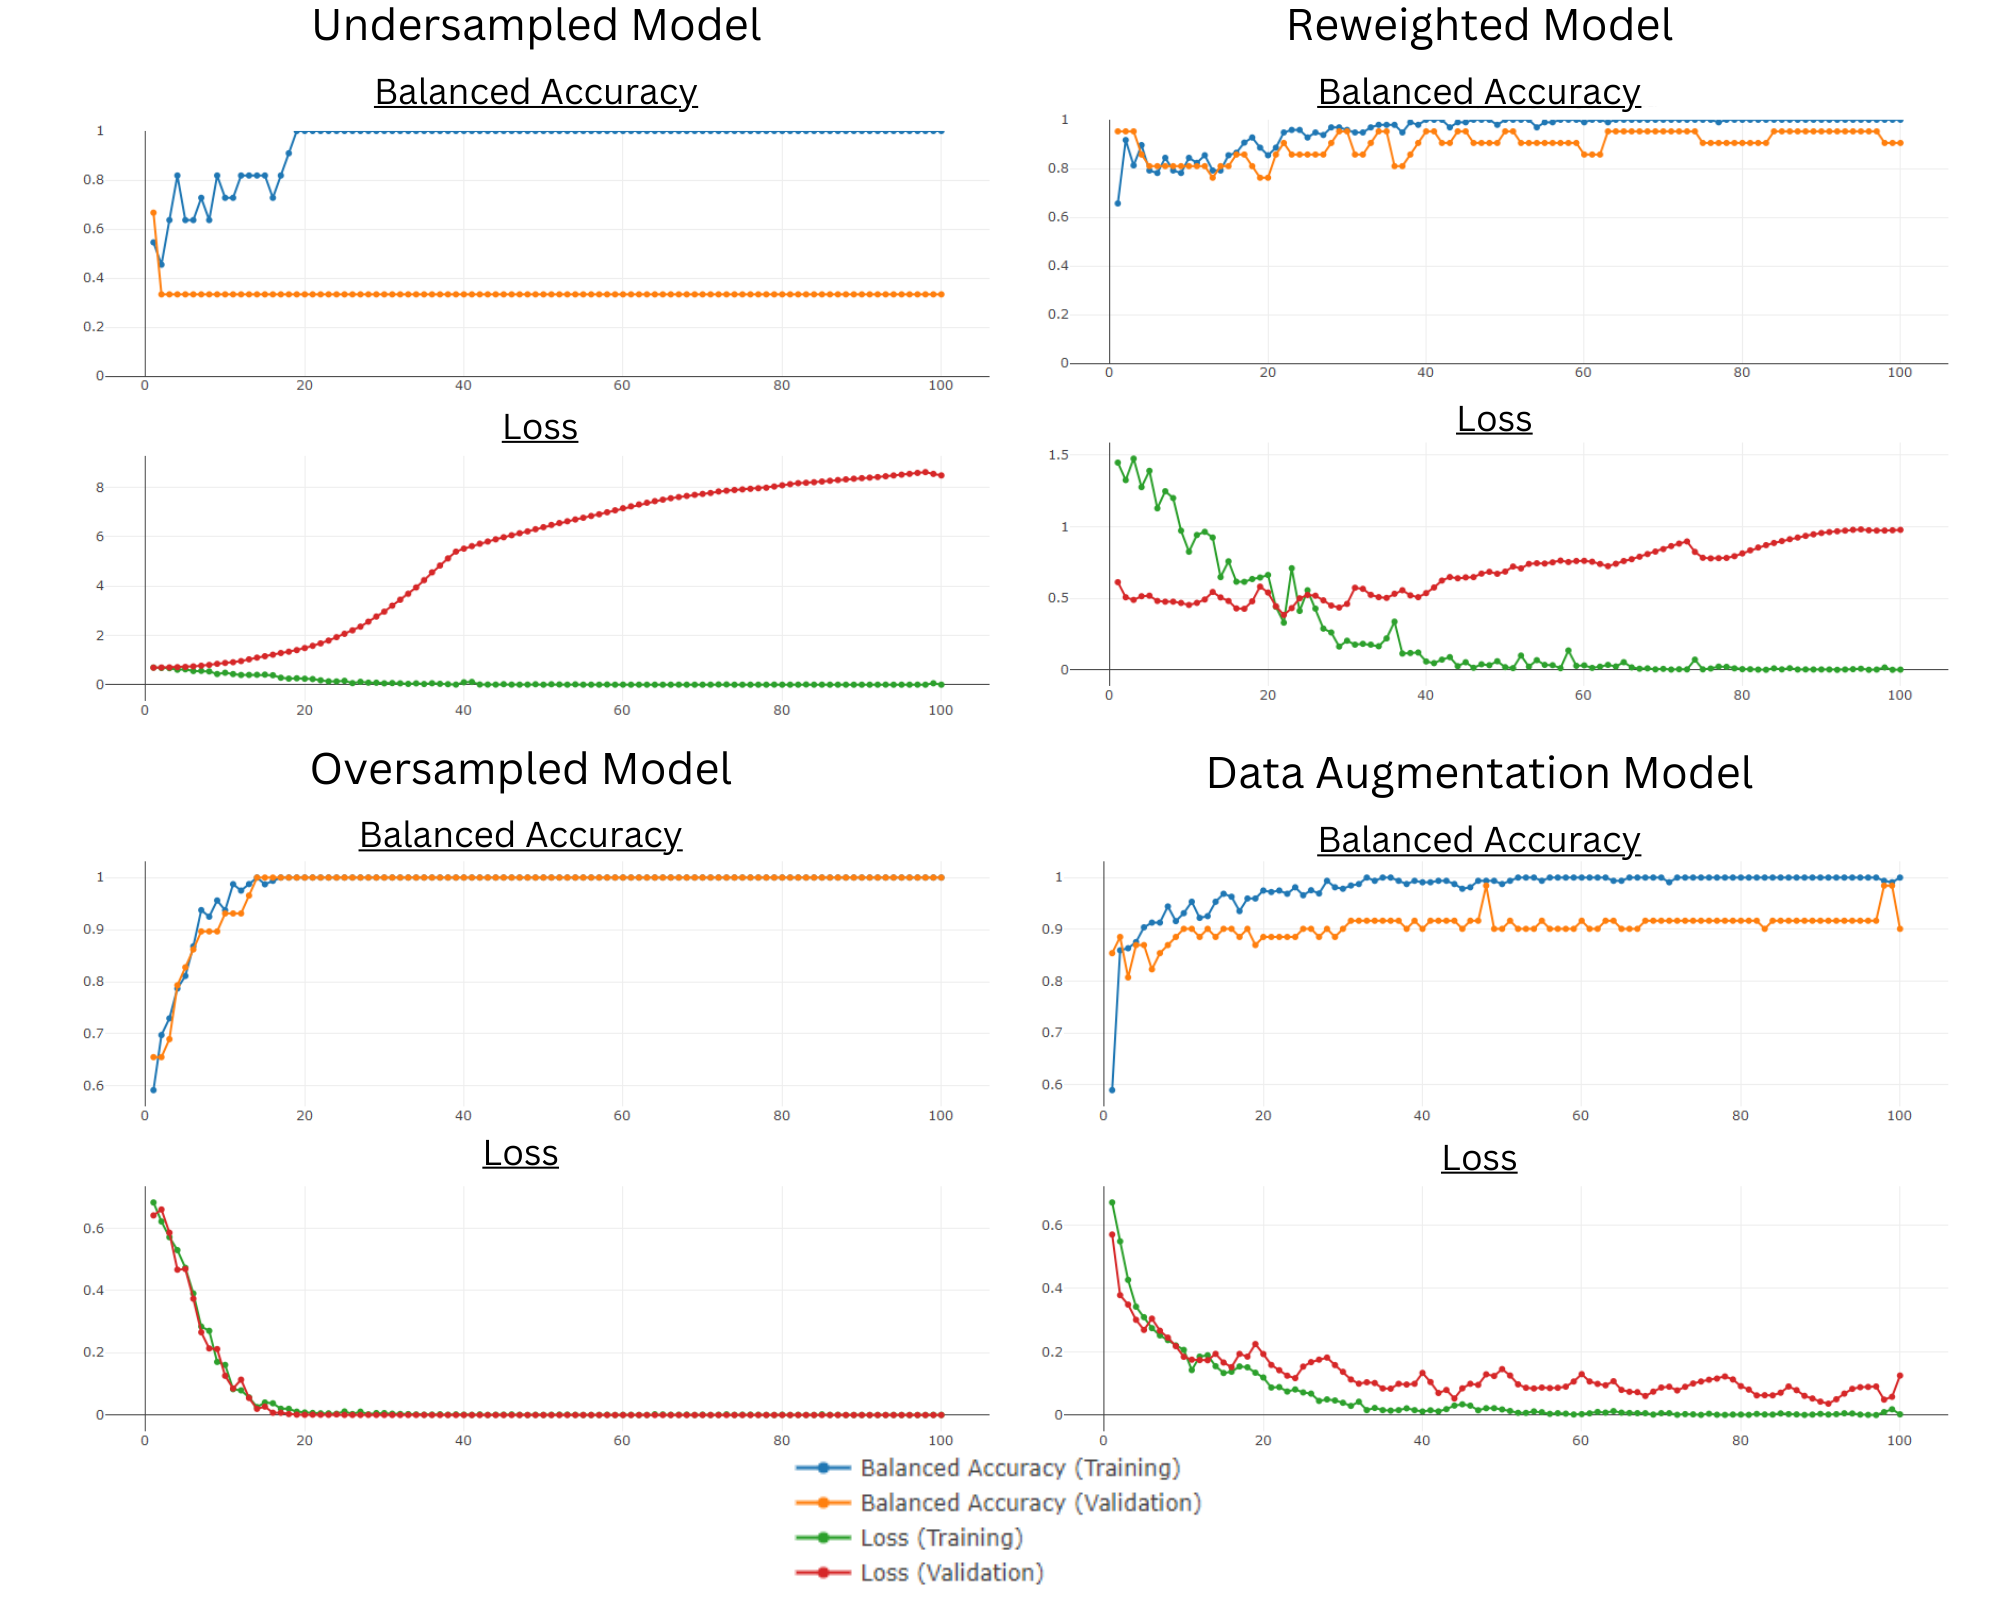 Undersampled Model
Balanced Accuracy
1
0.8
0.6
0.4
0.2
0
0 20 40 60 80 100
Loss
8
6
4
2
0
0 20 40 60 80 100
Reweighted Model
Balanced Accuracy
1
0.8
0.6
0.4
0.2
0
0 20 40 60 80 100
Loss
1.5
1
0.5
0
0 20 40 60 80 100
Oversampled Model
Balanced Accuracy
1
0.9
0.8
0.7
0.6
0 20 40 60 80 100
Loss
0.6
0.4
0.2
0
0 20 40 60 80 100
Data Augmentation Model
Balanced Accuracy
1
0.9
0.8
0.7
0.6
0 20 40 60 80 100
Loss
0.6
0.4
0.2
0
0 20 40 60 80 100
Balanced Accuracy (Training)
Balanced Accuracy (Validation)
Loss (Training)
Loss (Validation)